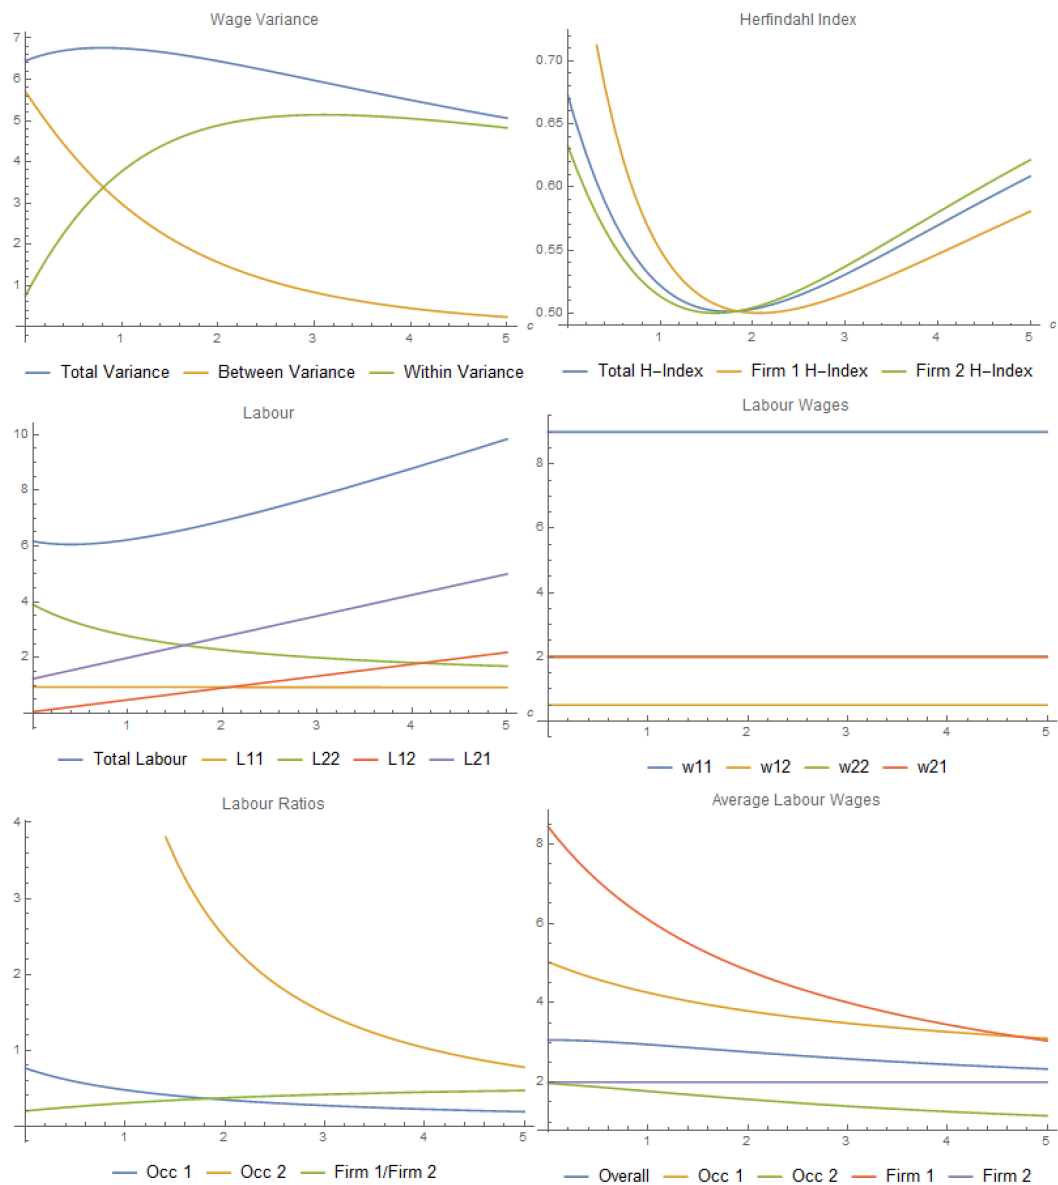 Wage Variance
7
6
5
4
3
2
1
1 2 3 4 5 c
Total Variance Between Variance Within Variance
Herfindahl Index
0.70
0.65
0.60
0.55
0.50
1 2 3 4 5 c
Total H-Index Firm 1 H-Index Firm 2 H-Index
Labour
10
8
6
4
2
1 2 3 4 5 c
Total Labour L11 L22 L12 L21
Labour Wages
8
6
4
2
1 2 3 4 5
w11 w12 w22 w21
Labour Ratios
4
3
2
1
1 2 3 4 5
Occ 1 Occ 2 Firm 1/Firm 2
Average Labour Wages
8
6
4
2
1 2 3 4 5
Overall Occ 1 Occ 2 Firm 1 Firm 2